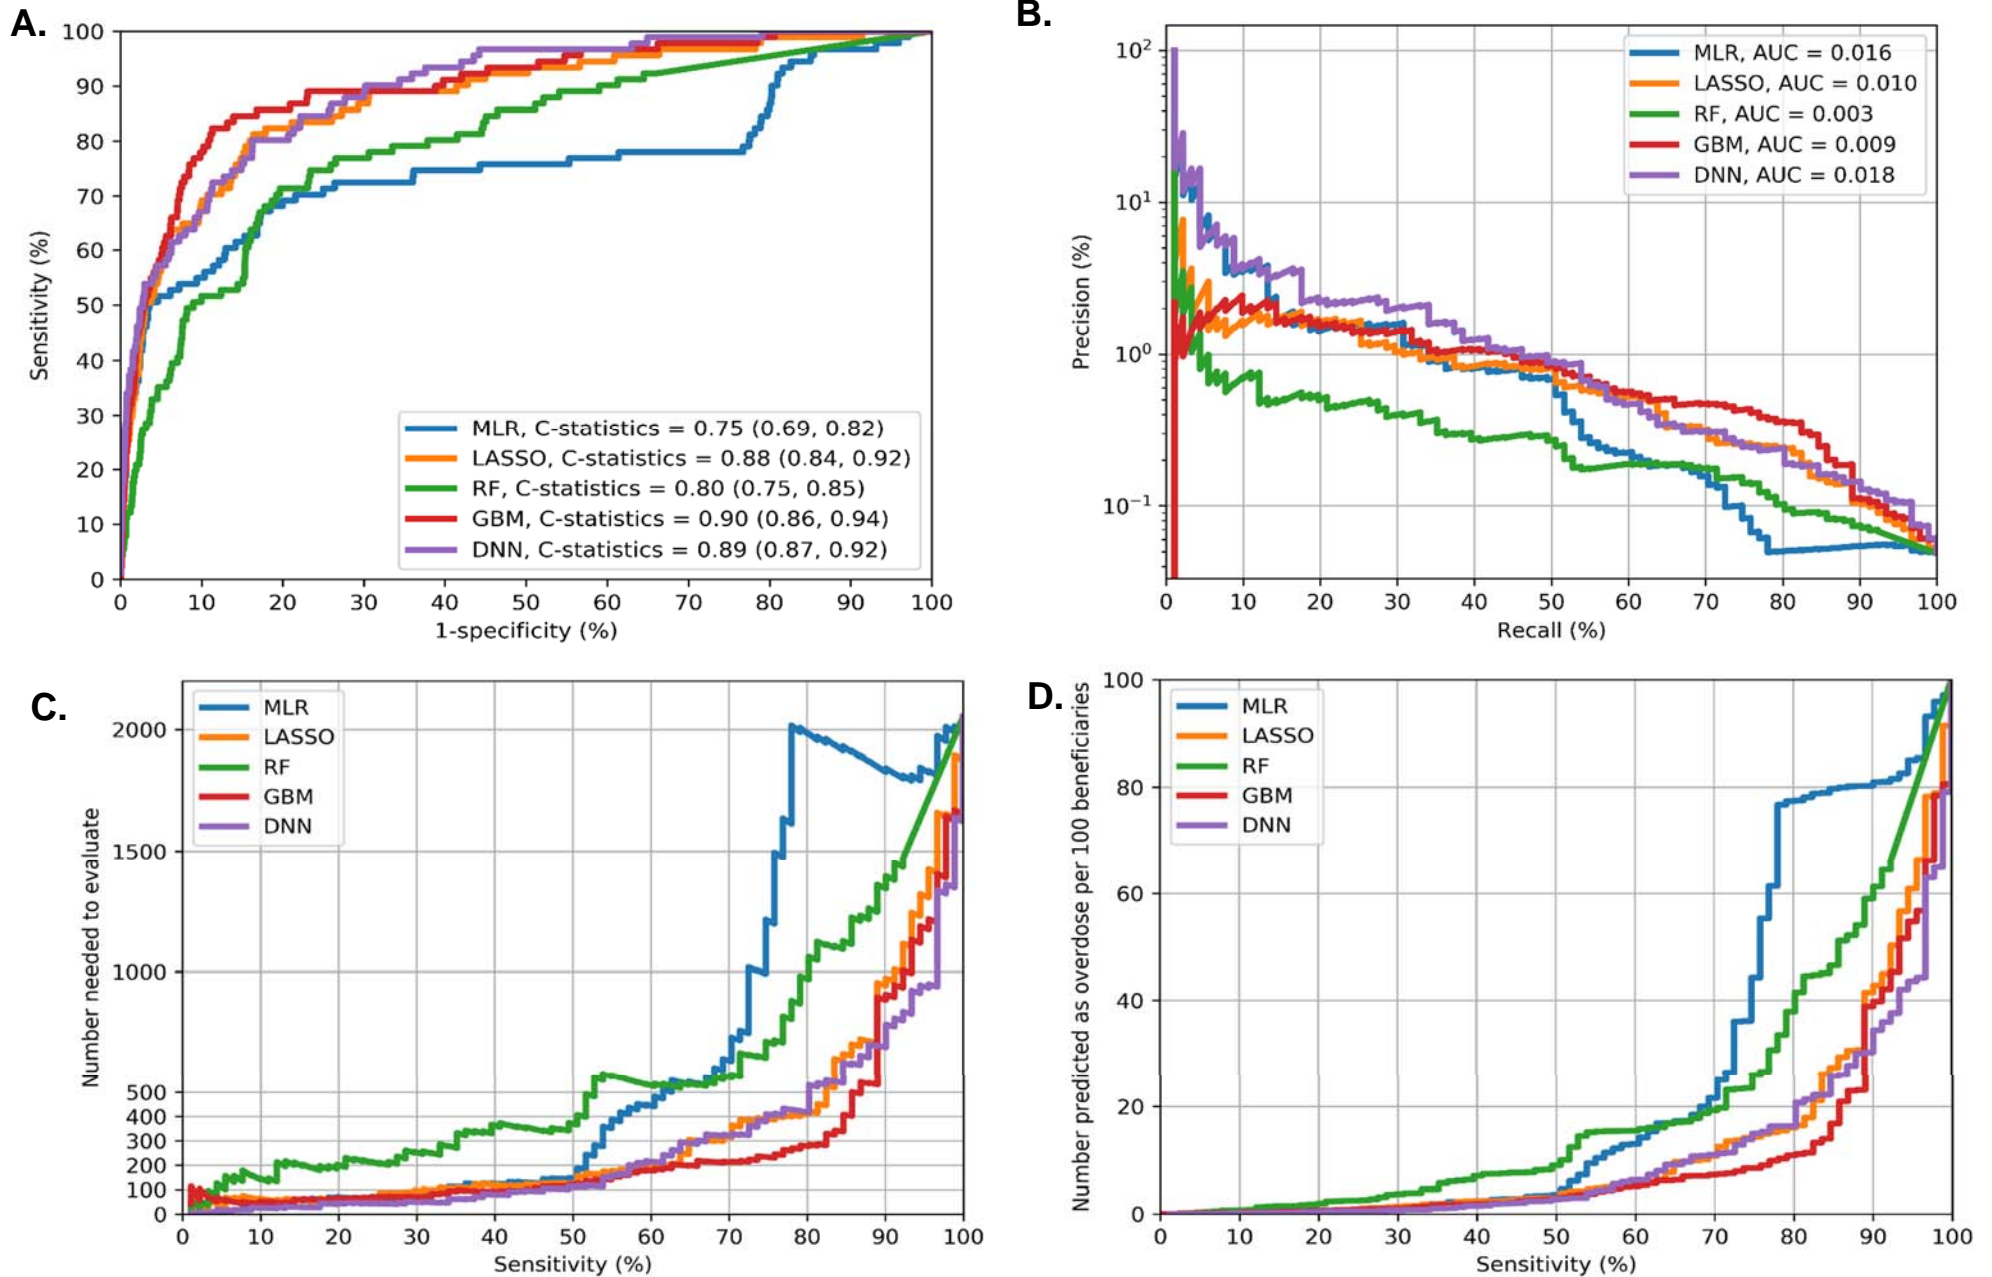 A.
Sensitivity (%)
100
90
80
70
60
50
40
30
20
10
0
MLR, C-statistics = 0.75 (0.69, 0.82)
LASSO, C-statistics = 0.88 (0.84, 0.92)
RF, C-statistics = 0.80 (0.75, 0.85)
GBM, C-statistics = 0.90 (0.86, 0.94)
DNN, C-statistics = 0.89 (0.87, 0.92)
0 10 20 30 40 50 60 70 80 90 100
1-specificity (%)
B.
Precision (%)
10²
10¹
10⁰
10⁻¹
MLR, AUC = 0.016
LASSO, AUC = 0.010
RF, AUC = 0.003
GBM, AUC = 0.009
DNN, AUC = 0.018
0 10 20 30 40 50 60 70 80 90 100
Recall (%)
C.
Number needed to evaluate
2000
1500
1000
500
400
300
200
100
0
MLR
LASSO
RF
GBM
DNN
0 10 20 30 40 50 60 70 80 90 100
Sensitivity (%)
D.
Number predicted as overdose per 100 beneficiaries
100
80
60
40
20
0
MLR
LASSO
RF
GBM
DNN
0 10 20 30 40 50 60 70 80 90 100
Sensitivity (%)